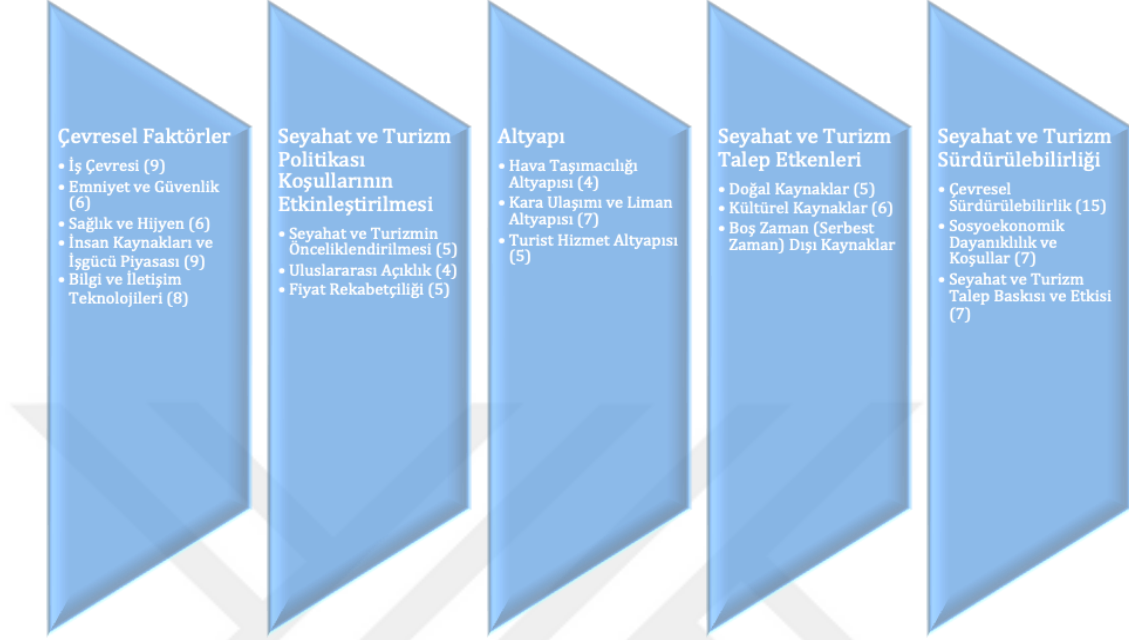 Çevresel Faktörler
• İş Çevresi (9)
• Emniyet ve Güvenlik
(6)
• Sağlık ve Hijyen (6)
• İnsan Kaynakları ve
İşgücü Piyasası (9)
• Bilgi ve İletişim
Teknolojileri (8)
Seyahat ve Turizm
Politikası
Koşullarının
Etkinleştirilmesi
• Seyahat ve Turizmin
Önceliklendirilmesi (5)
• Uluslararası Açıklık (4)
• Fiyat Rekabetçiliği (5)
Altyapı
• Hava Taşımacılığı
Altyapısı (4)
• Kara Ulaşımı ve Liman
Altyapısı (7)
• Turist Hizmet Altyapısı
(5)
Seyahat ve Turizm
Talep Etkenleri
• Doğal Kaynaklar (5)
• Kültürel Kaynaklar (6)
• Boş Zaman (Serbest
Zaman) Dışı Kaynaklar
Seyahat ve Turizm
Sürdürülebilirliği
• Çevresel
Sürdürülebilirlik (15)
• Sosyoekonomik
Dayanıklılık ve
Koşullar (7)
• Seyahat ve Turizm
Talep Baskısı ve Etkisi
(7)